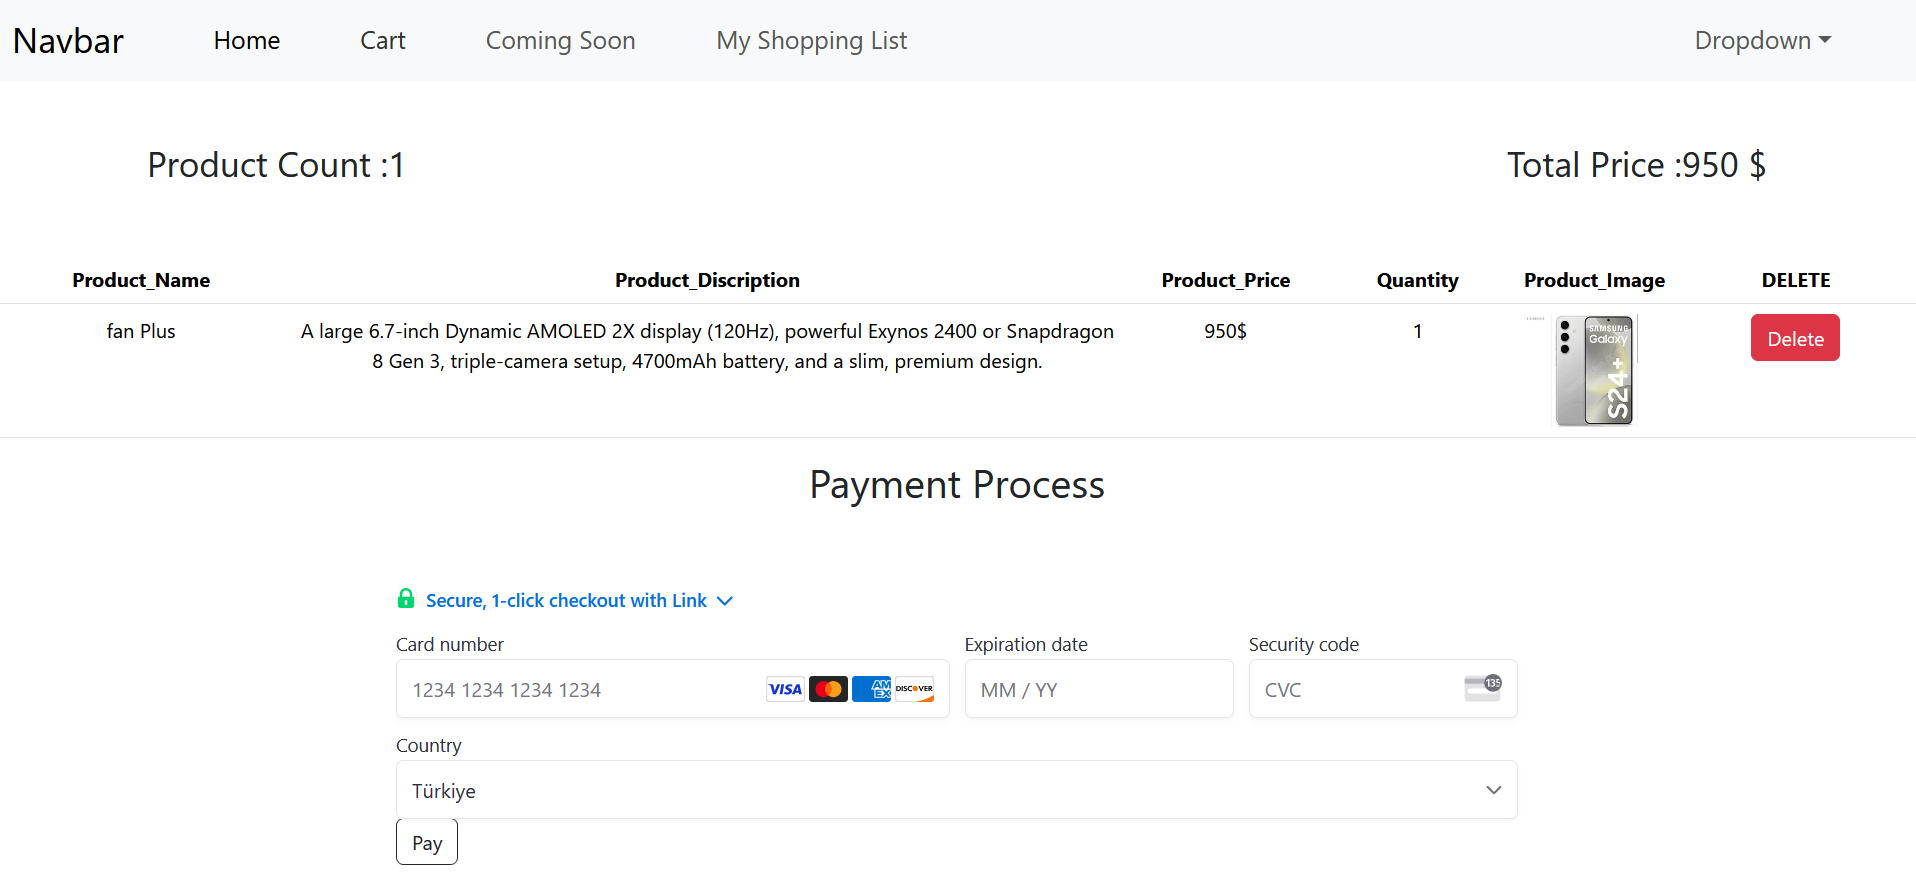 Navbar Home Cart Coming Soon My Shopping List Dropdown
Product Count :1 Total Price :950 $
Product_Name Product_Discription Product_Price Quantity Product_Image DELETE
fan Plus A large 6.7-inch Dynamic AMOLED 2X display (120Hz), powerful Exynos 2400 or Snapdragon 950$ 1 Delete
8 Gen 3, triple-camera setup, 4700mAh battery, and a slim, premium design.
SAMSUNG
Galaxy
S24+
Payment Process
Secure, 1-click checkout with Link
Card number Expiration date Security code
1234 1234 1234 1234 VISA AM EX DISCOVER MM / YY CVC 135
Country
Türkiye
Pay